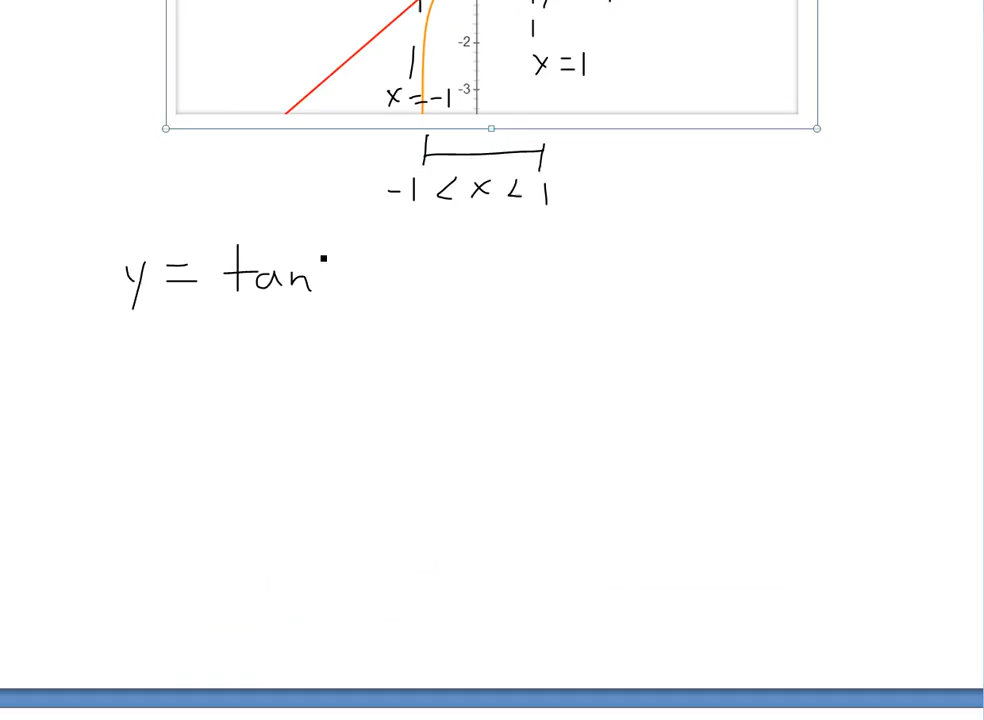 -2
x = 1
x = -1
-3
-1 < x < 1
y = tan